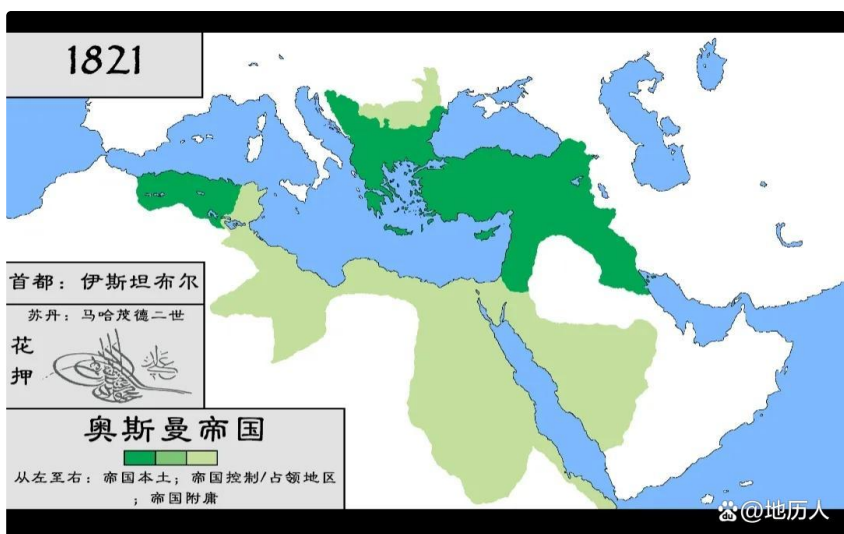 1821
首都：伊斯坦布尔
苏丹：马哈茂德二世
花
押
奥斯曼帝国
从左至右：帝国本土；帝国控制/占领地区
；帝国附庸
du @地历人